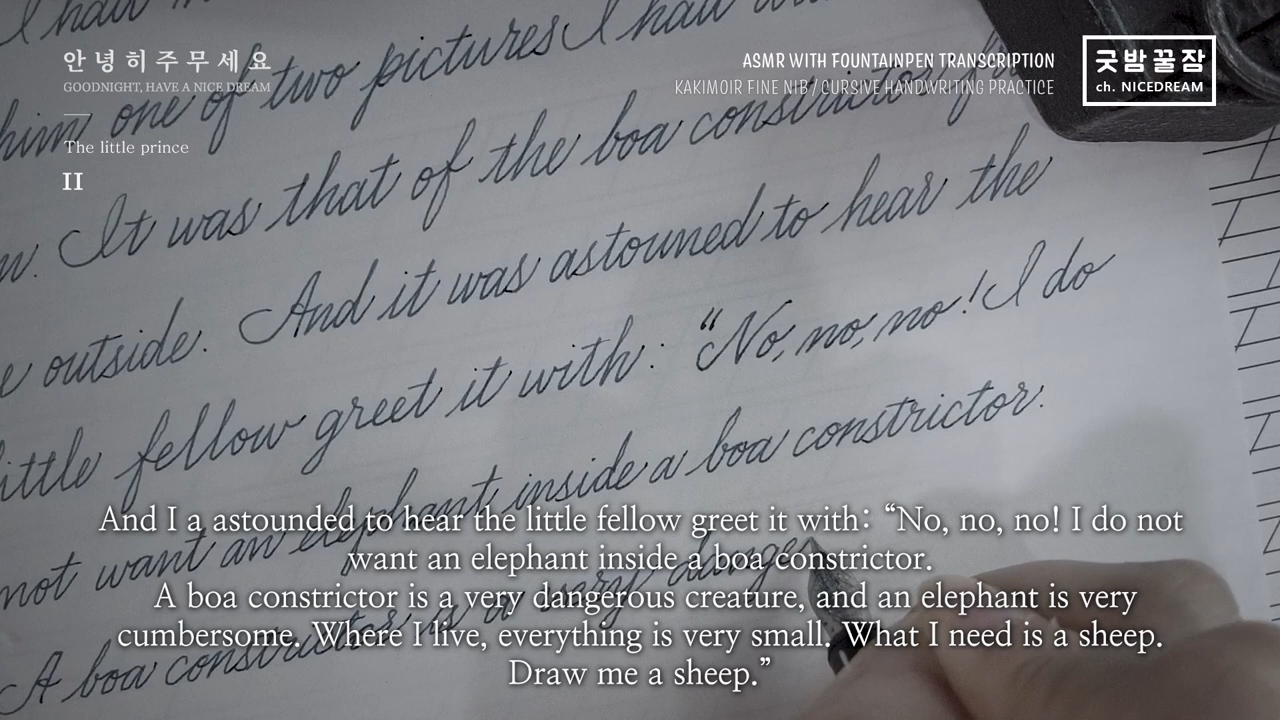 안녕히주무세요
GOODNIGHT, HAVE A NICE DREAM
The little prince
II
ASMR WITH FOUNTAINPEN TRANSCRIPTION
KAKIMOIR FINE NIB / CURSIVE HANDWRITING PRACTICE
굿밤꿀잠
ch. NICEDREAM
I had
him one of two pictures I had
It was that of the boa constrictor
outside. And it was astouned to hear the
little fellow greet it with: “No, no, no! I do
not want an elephant inside a boa constrictor.
A boa constrictor is a very dange
And I a astounded to hear the little fellow greet it with: “No, no, no! I do not
want an elephant inside a boa constrictor.
A boa constrictor is a very dangerous creature, and an elephant is very
cumbersome. Where I live, everything is very small. What I need is a sheep.
Draw me a sheep.”